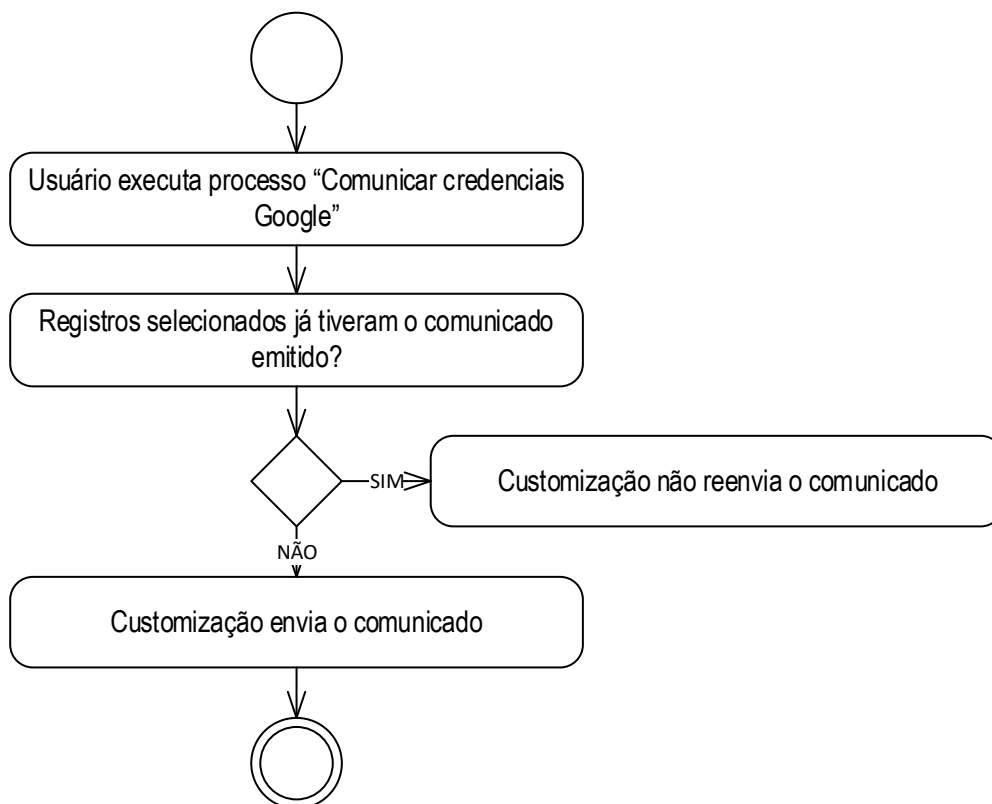 Usuário executa processo “Comunicar credenciais
Google”
Registros selecionados já tiveram o comunicado
emitido?
SIM
Customização não reenvia o comunicado
NÃO
Customização envia o comunicado